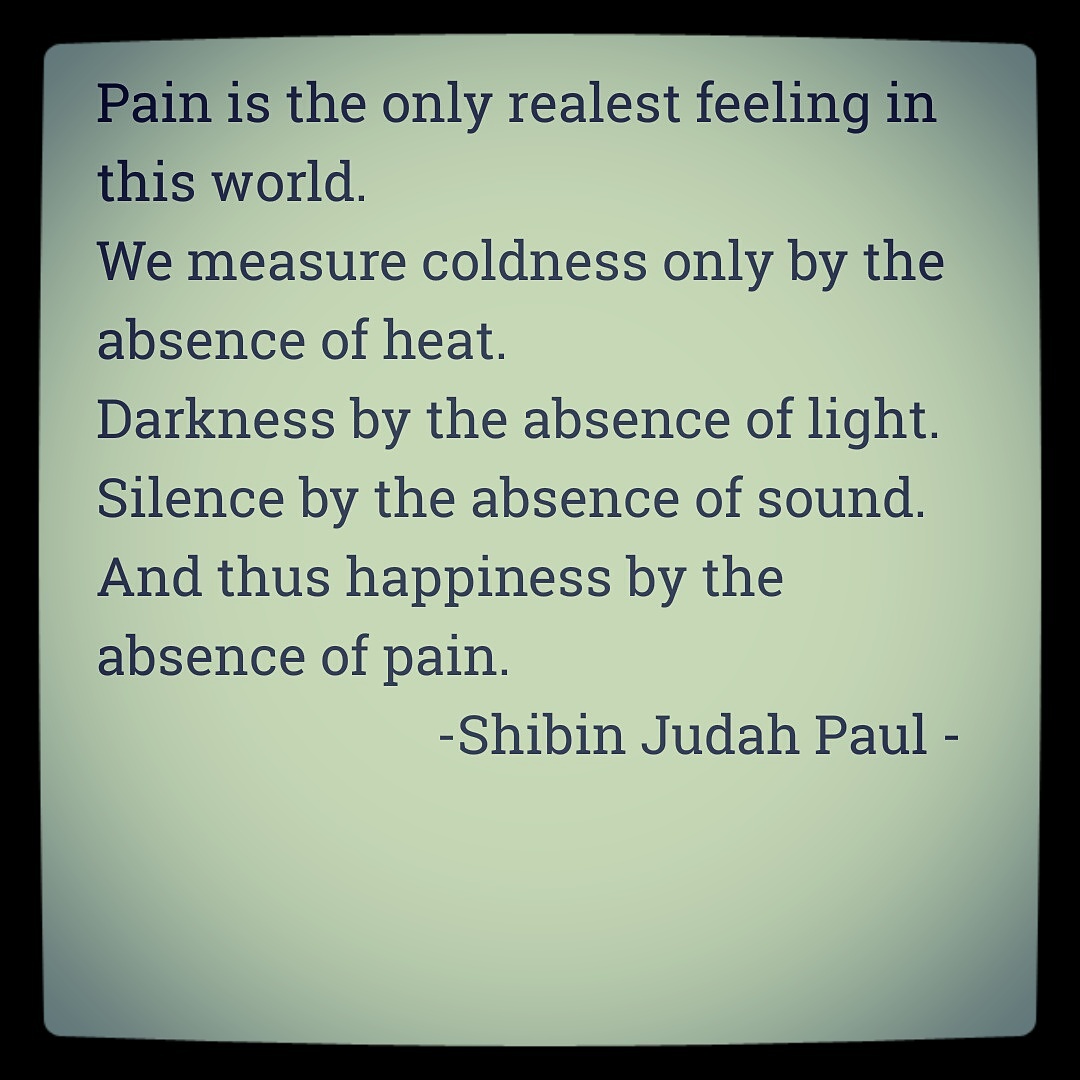 Pain is the only realest feeling in
this world.
We measure coldness only by the
absence of heat.
Darkness by the absence of light.
Silence by the absence of sound.
And thus happiness by the
absence of pain.
-Shibin Judah Paul -